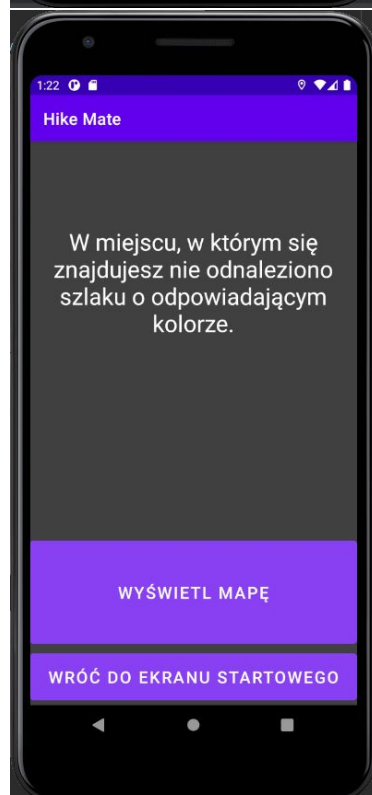 1:22
Hike Mate
W miejscu, w którym się
znajdujesz nie odnaleziono
szlaku o odpowiadającym
kolorze.
WYŚWIETL MAPĘ
WRÓĆ DO EKRANU STARTOWEGO